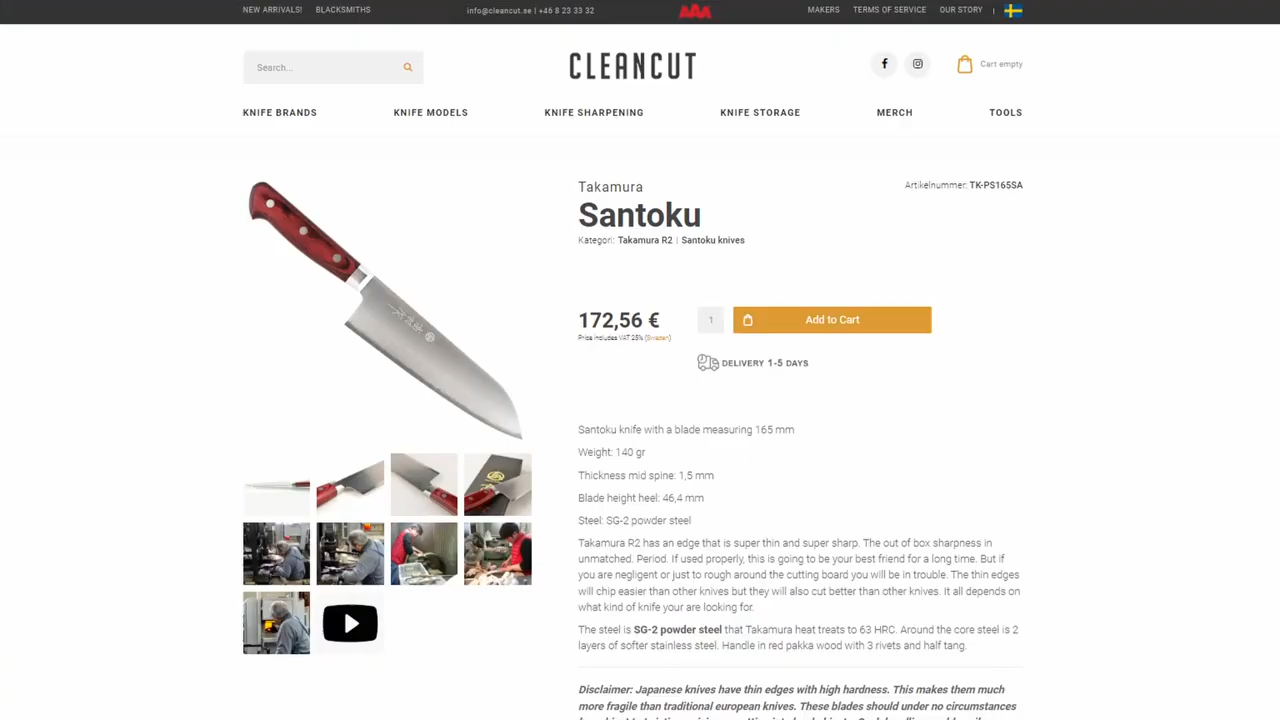 NEW ARRIVALS! BLACKSMITHS info@cleancut.se | +46 8 23 33 32 AAA MAKERS TERMS OF SERVICE OUR STORY |
Search... CLEANCUT Cart empty
KNIFE BRANDS KNIFE MODELS KNIFE SHARPENING KNIFE STORAGE MERCH TOOLS
Takamura Artikelnummer: TK-PS165SA
Santoku
Kategori: Takamura R2 | Santoku knives
172,56 € 1 Add to Cart
Price includes VAT 25% (Sweden)
DELIVERY 1-5 DAYS
Santoku knife with a blade measuring 165 mm
Weight: 140 gr
Thickness mid spine: 1,5 mm
Blade height heel: 46,4 mm
Steel: SG-2 powder steel
Takamura R2 has an edge that is super thin and super sharp. The out of box sharpness in
unmatched. Period. If used properly, this is going to be your best friend for a long time. But if
you are negligent or just to rough around the cutting board you will be in trouble. The thin edges
will chip easier than other knives but they will also cut better than other knives. It all depends on
what kind of knife your are looking for.
The steel is SG-2 powder steel that Takamura heat treats to 63 HRC. Around the core steel is 2
layers of softer stainless steel. Handle in red pakka wood with 3 rivets and half tang.
Disclaimer: Japanese knives have thin edges with high hardness. This makes them much
more fragile than traditional european knives. These blades should under no circumstances